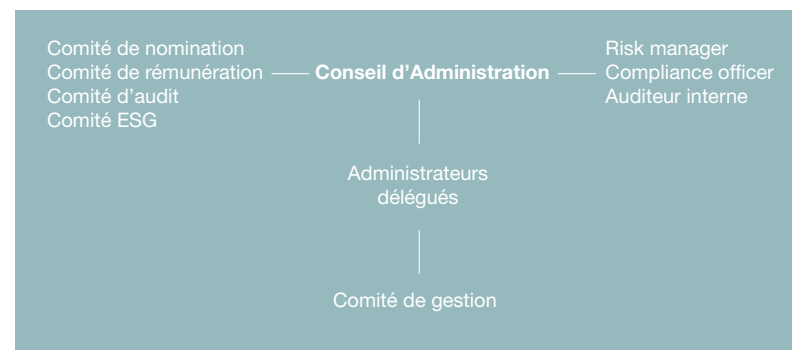 Comité de nomination
Comité de rémunération
Comité d’audit
Comité ESG
Conseil d’Administration
Risk manager
Compliance officer
Auditeur interne
Administrateurs
délégués
Comité de gestion